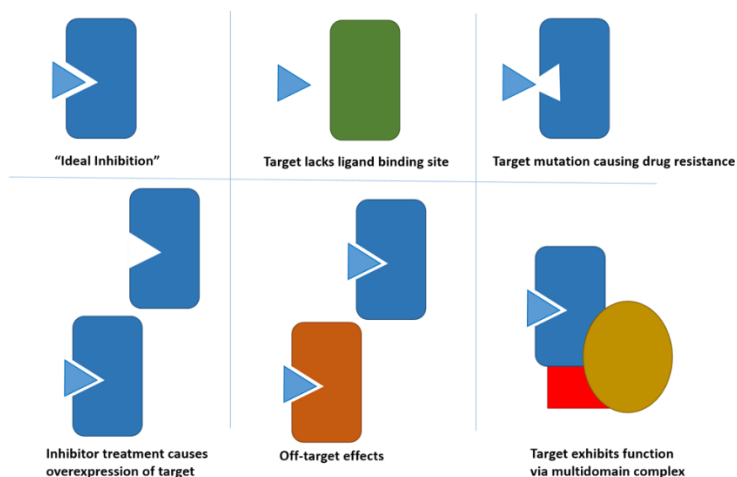 “Ideal Inhibition”
Target lacks ligand binding site
Target mutation causing drug resistance
Inhibitor treatment causes
overexpression of target
Off-target effects
Target exhibits function
via multidomain complex